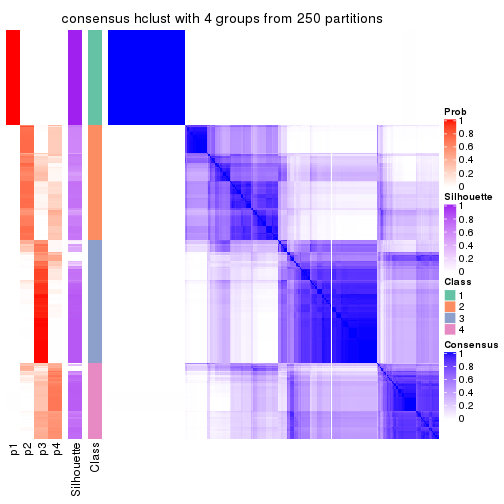 consensus hclust with 4 groups from 250 partitions
Prob
1
0.8
0.6
0.4
0.2
0
Silhouette
1
0.8
0.6
0.4
0.2
0
Class
1
2
3
4
Consensus
1
0.8
0.6
0.4
0.2
0
p1
p2
p3
p4
Silhouette
Class